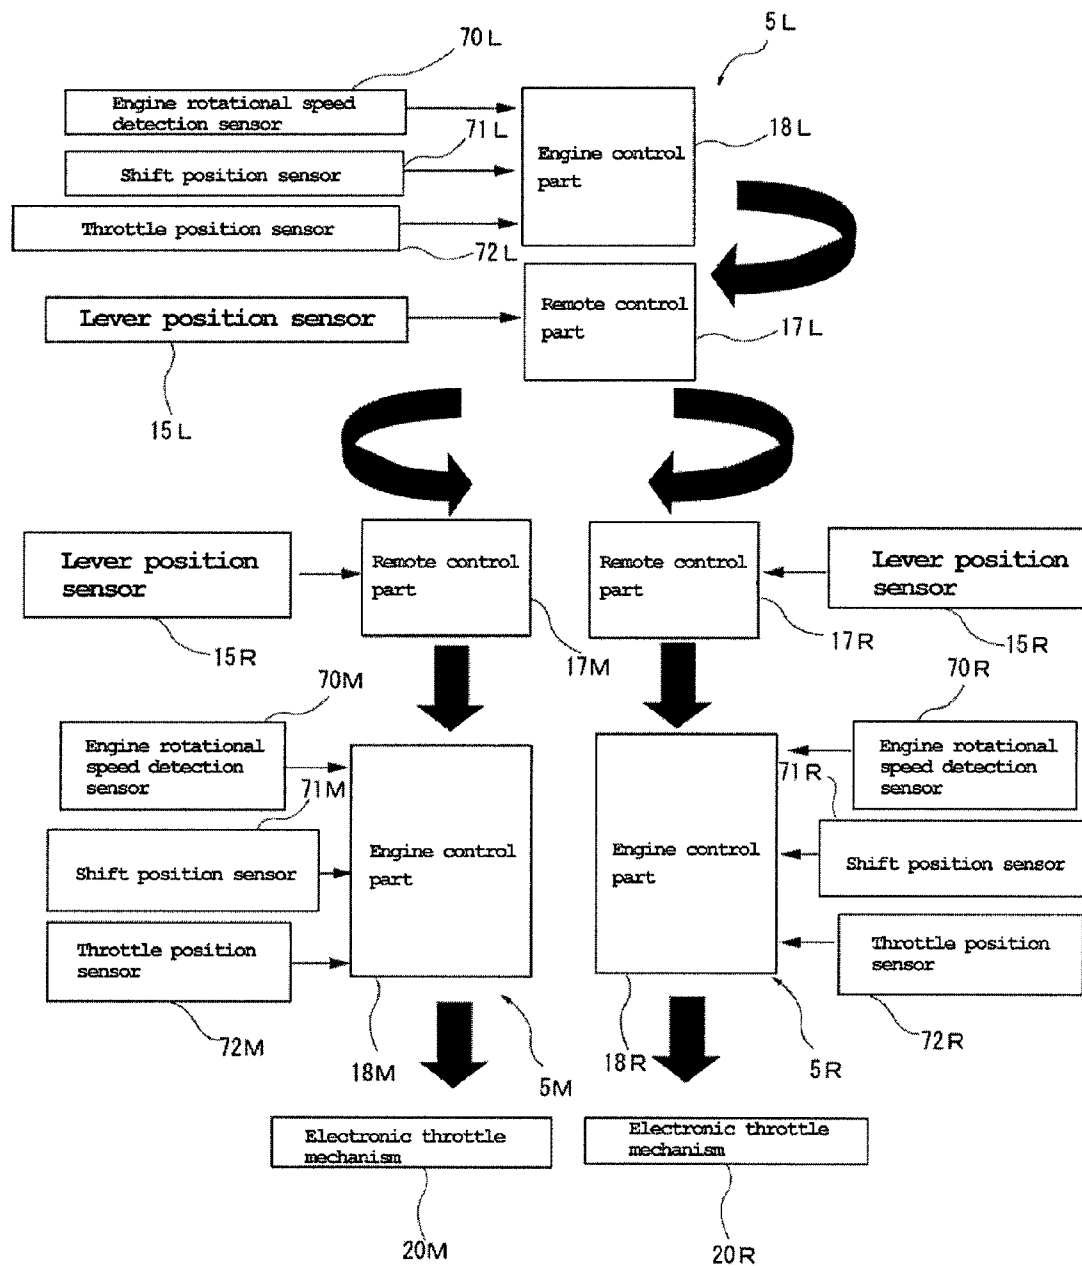 70L
5L
Engine rotational speed
detection sensor
71L
18L
Engine control
part
Shift position sensor
Throttle position sensor
72L
Remote control
part
Lever position sensor
17L
15L
Lever position
sensor
Remote control
part
Remote control
part
Lever position
sensor
15R
17M
17R
15R
70M
70R
Engine rotational
speed detection
sensor
71M
71R
Engine rotational
speed detection
sensor
Shift position sensor
Engine control
part
Engine control
part
Shift position sensor
Throttle position
sensor
Throttle position
sensor
72M
18M
5M
18R
5R
72R
Electronic throttle
mechanism
Electronic throttle
mechanism
20M
20R